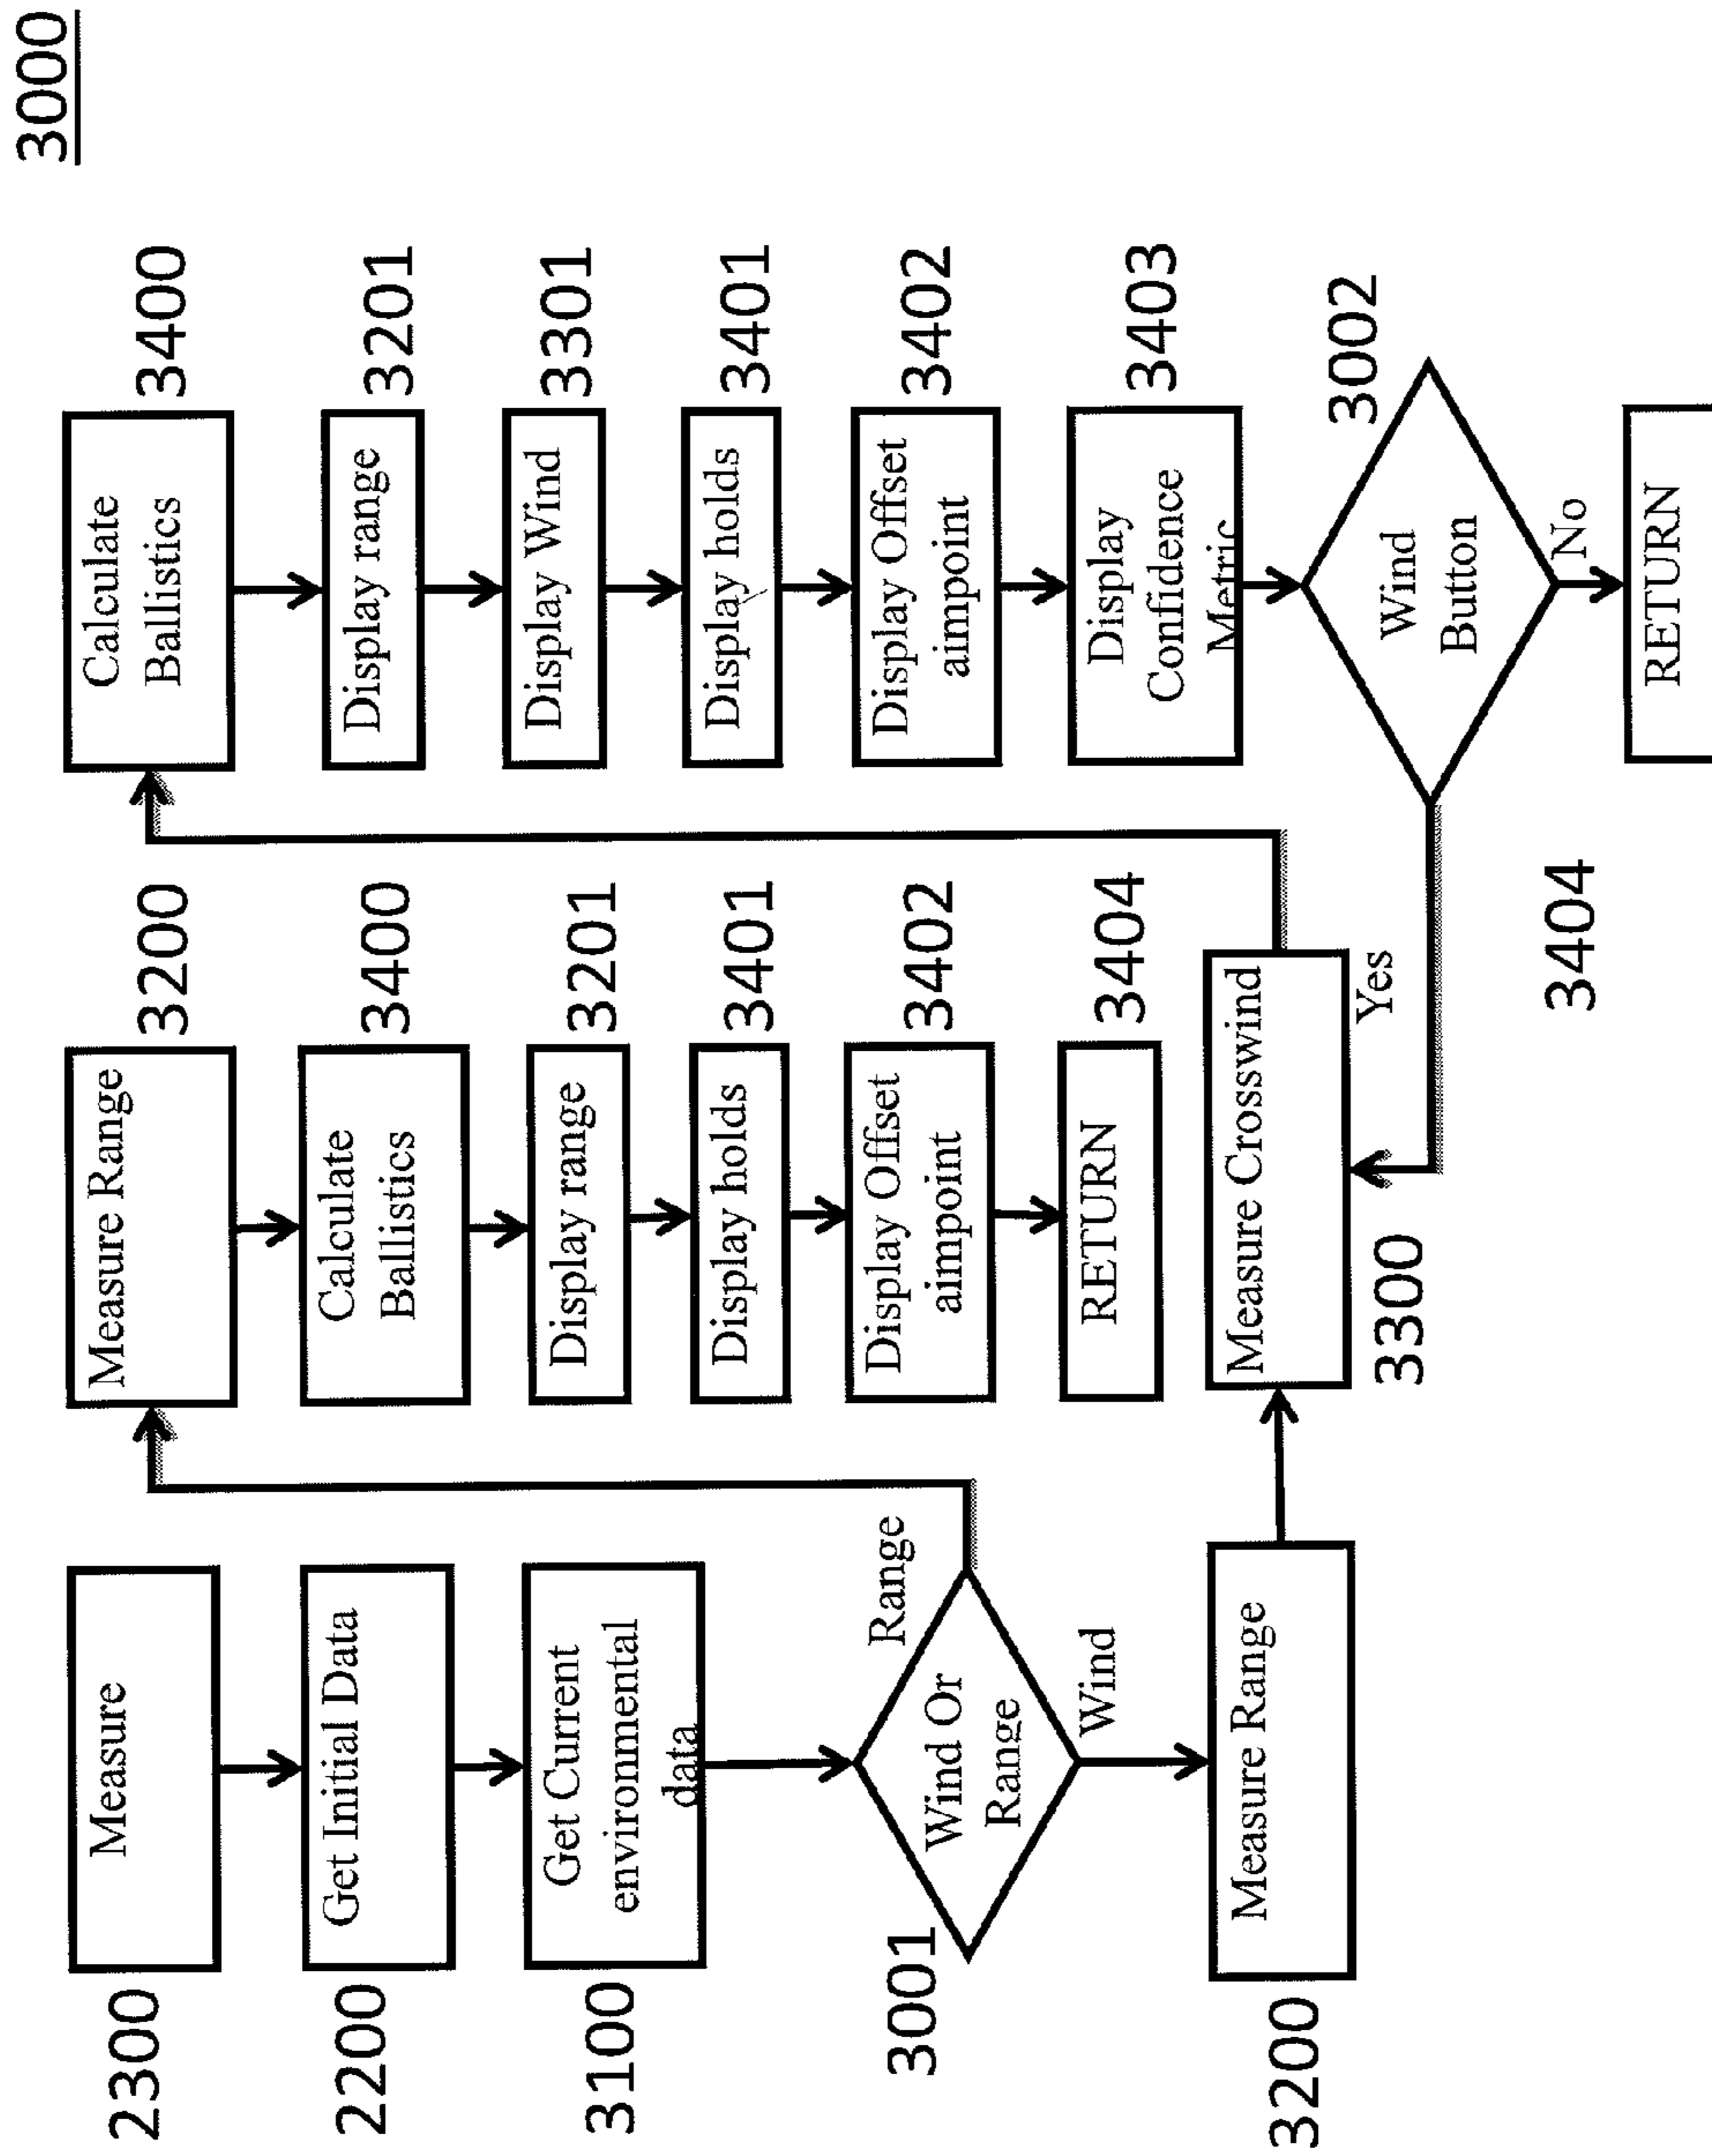 3000
2300
Measure
2200
Get Initial Data
3100
Get Current
environmental
data
3001
Wind Or
Range
Range
Wind
3200
Measure Range
3200
Measure Range
3400
Calculate
Ballistics
3201
Display range
3401
Display holds
3402
Display Offset
aimpoint
3404
RETURN
3300
Measure Crosswind
3400
Calculate
Ballistics
3201
Display range
3301
Display Wind
3401
Display holds
3402
Display Offset
aimpoint
3403
Display
Confidence
Metric
3002
Wind
Button
Yes
No
3404
RETURN